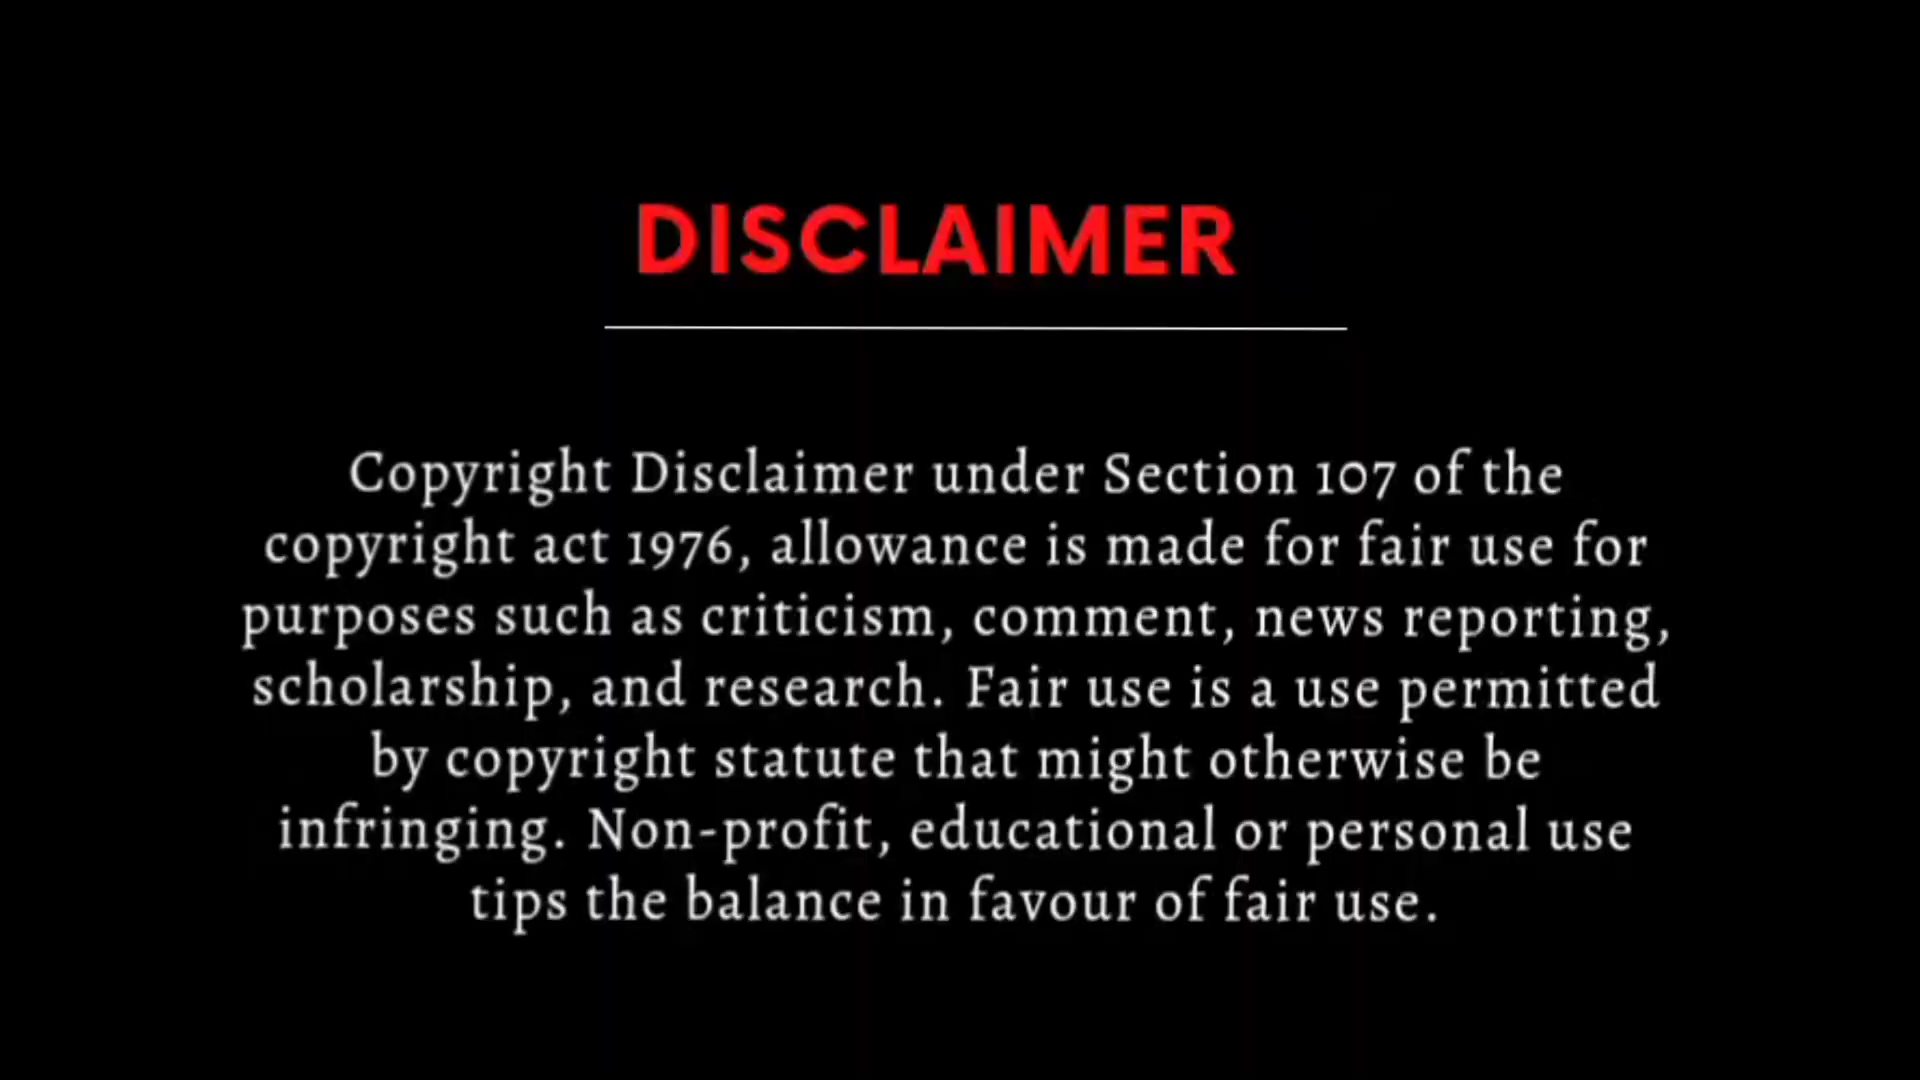 DISCLAIMER
Copyright Disclaimer under Section 107 of the
copyright act 1976, allowance is made for fair use for
purposes such as criticism, comment, news reporting,
scholarship, and research. Fair use is a use permitted
by copyright statute that might otherwise be
infringing. Non-profit, educational or personal use
tips the balance in favour of fair use.